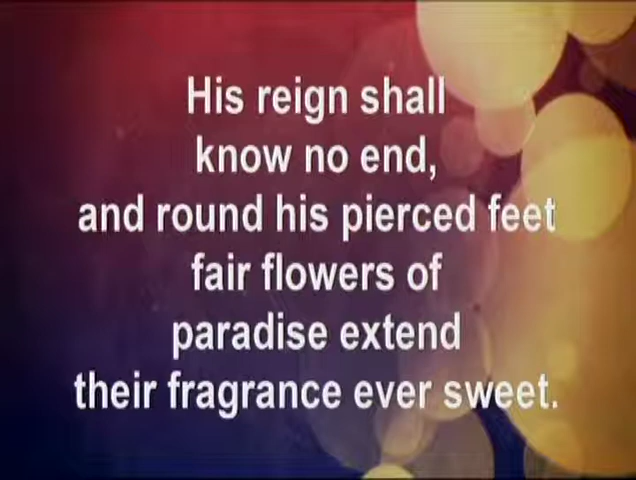 His reign shall
know no end,
and round his pierced feet
fair flowers of
paradise extend
their fragrance ever sweet.